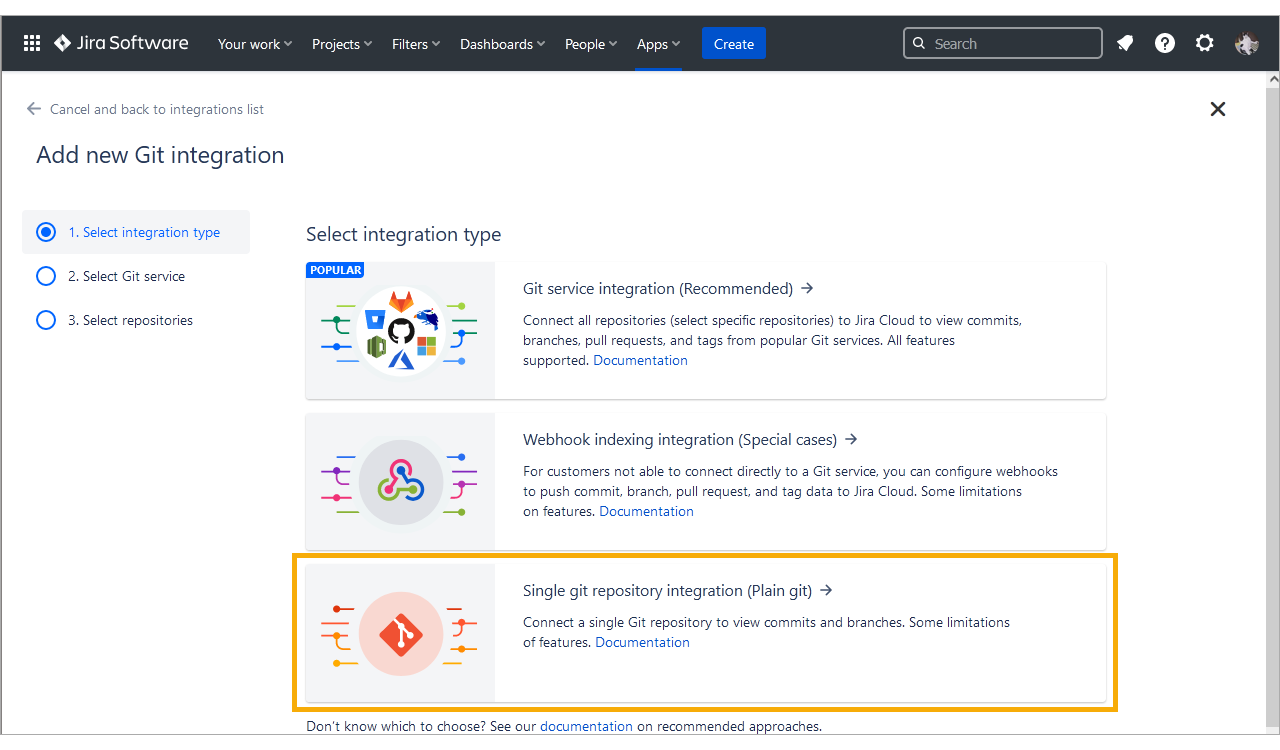 Jira Software Your work Projects Filters Dashboards People Apps Create Search
Cancel and back to integrations list
Add new Git integration
1. Select integration type
2. Select Git service
3. Select repositories
Select integration type
POPULAR
Git service integration (Recommended)
Connect all repositories (select specific repositories) to Jira Cloud to view commits,
branches, pull requests, and tags from popular Git services. All features
supported. Documentation
Webhook indexing integration (Special cases)
For customers not able to connect directly to a Git service, you can configure webhooks
to push commit, branch, pull request, and tag data to Jira Cloud. Some limitations
on features. Documentation
Single git repository integration (Plain git)
Connect a single Git repository to view commits and branches. Some limitations
of features. Documentation
Don't know which to choose? See our documentation on recommended approaches.